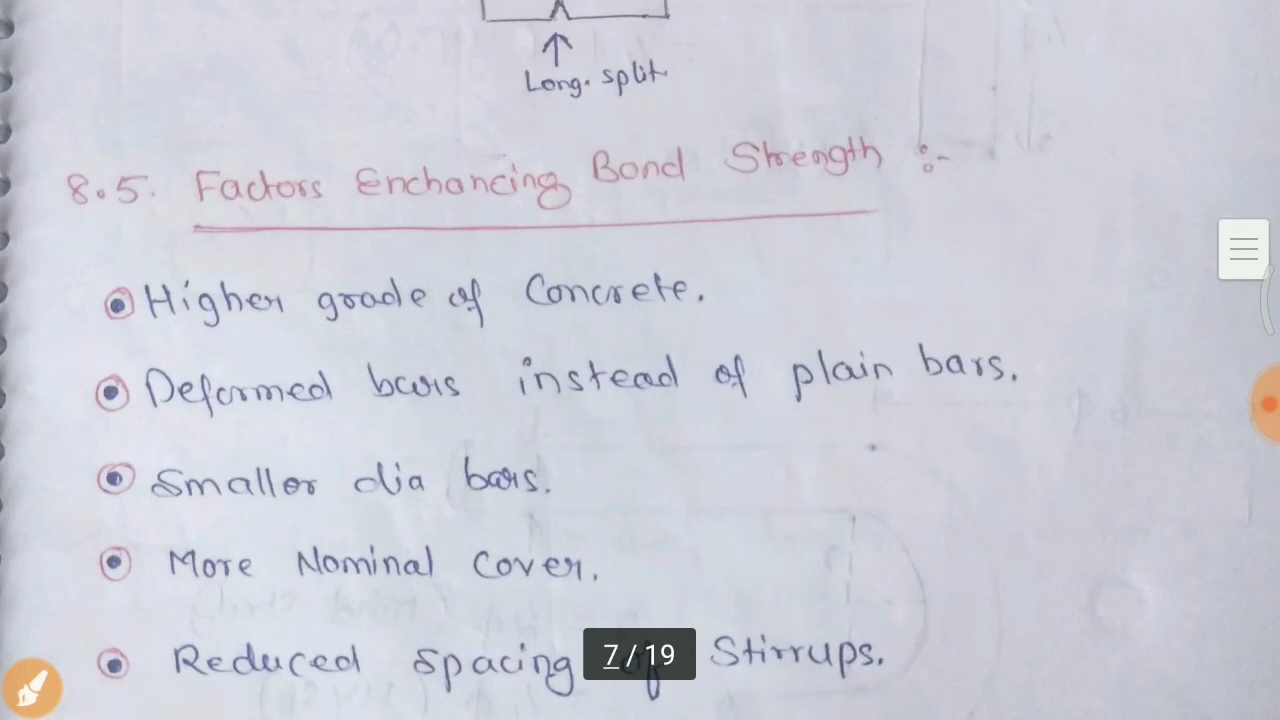 Long. split
8.5. Factors Enchancing Bond Strength :-
Higher grade of Concrete.
Deformed bars instead of plain bars.
Smaller dia bars.
More Nominal Cover.
Reduced spacing of Stirrups.
7/19